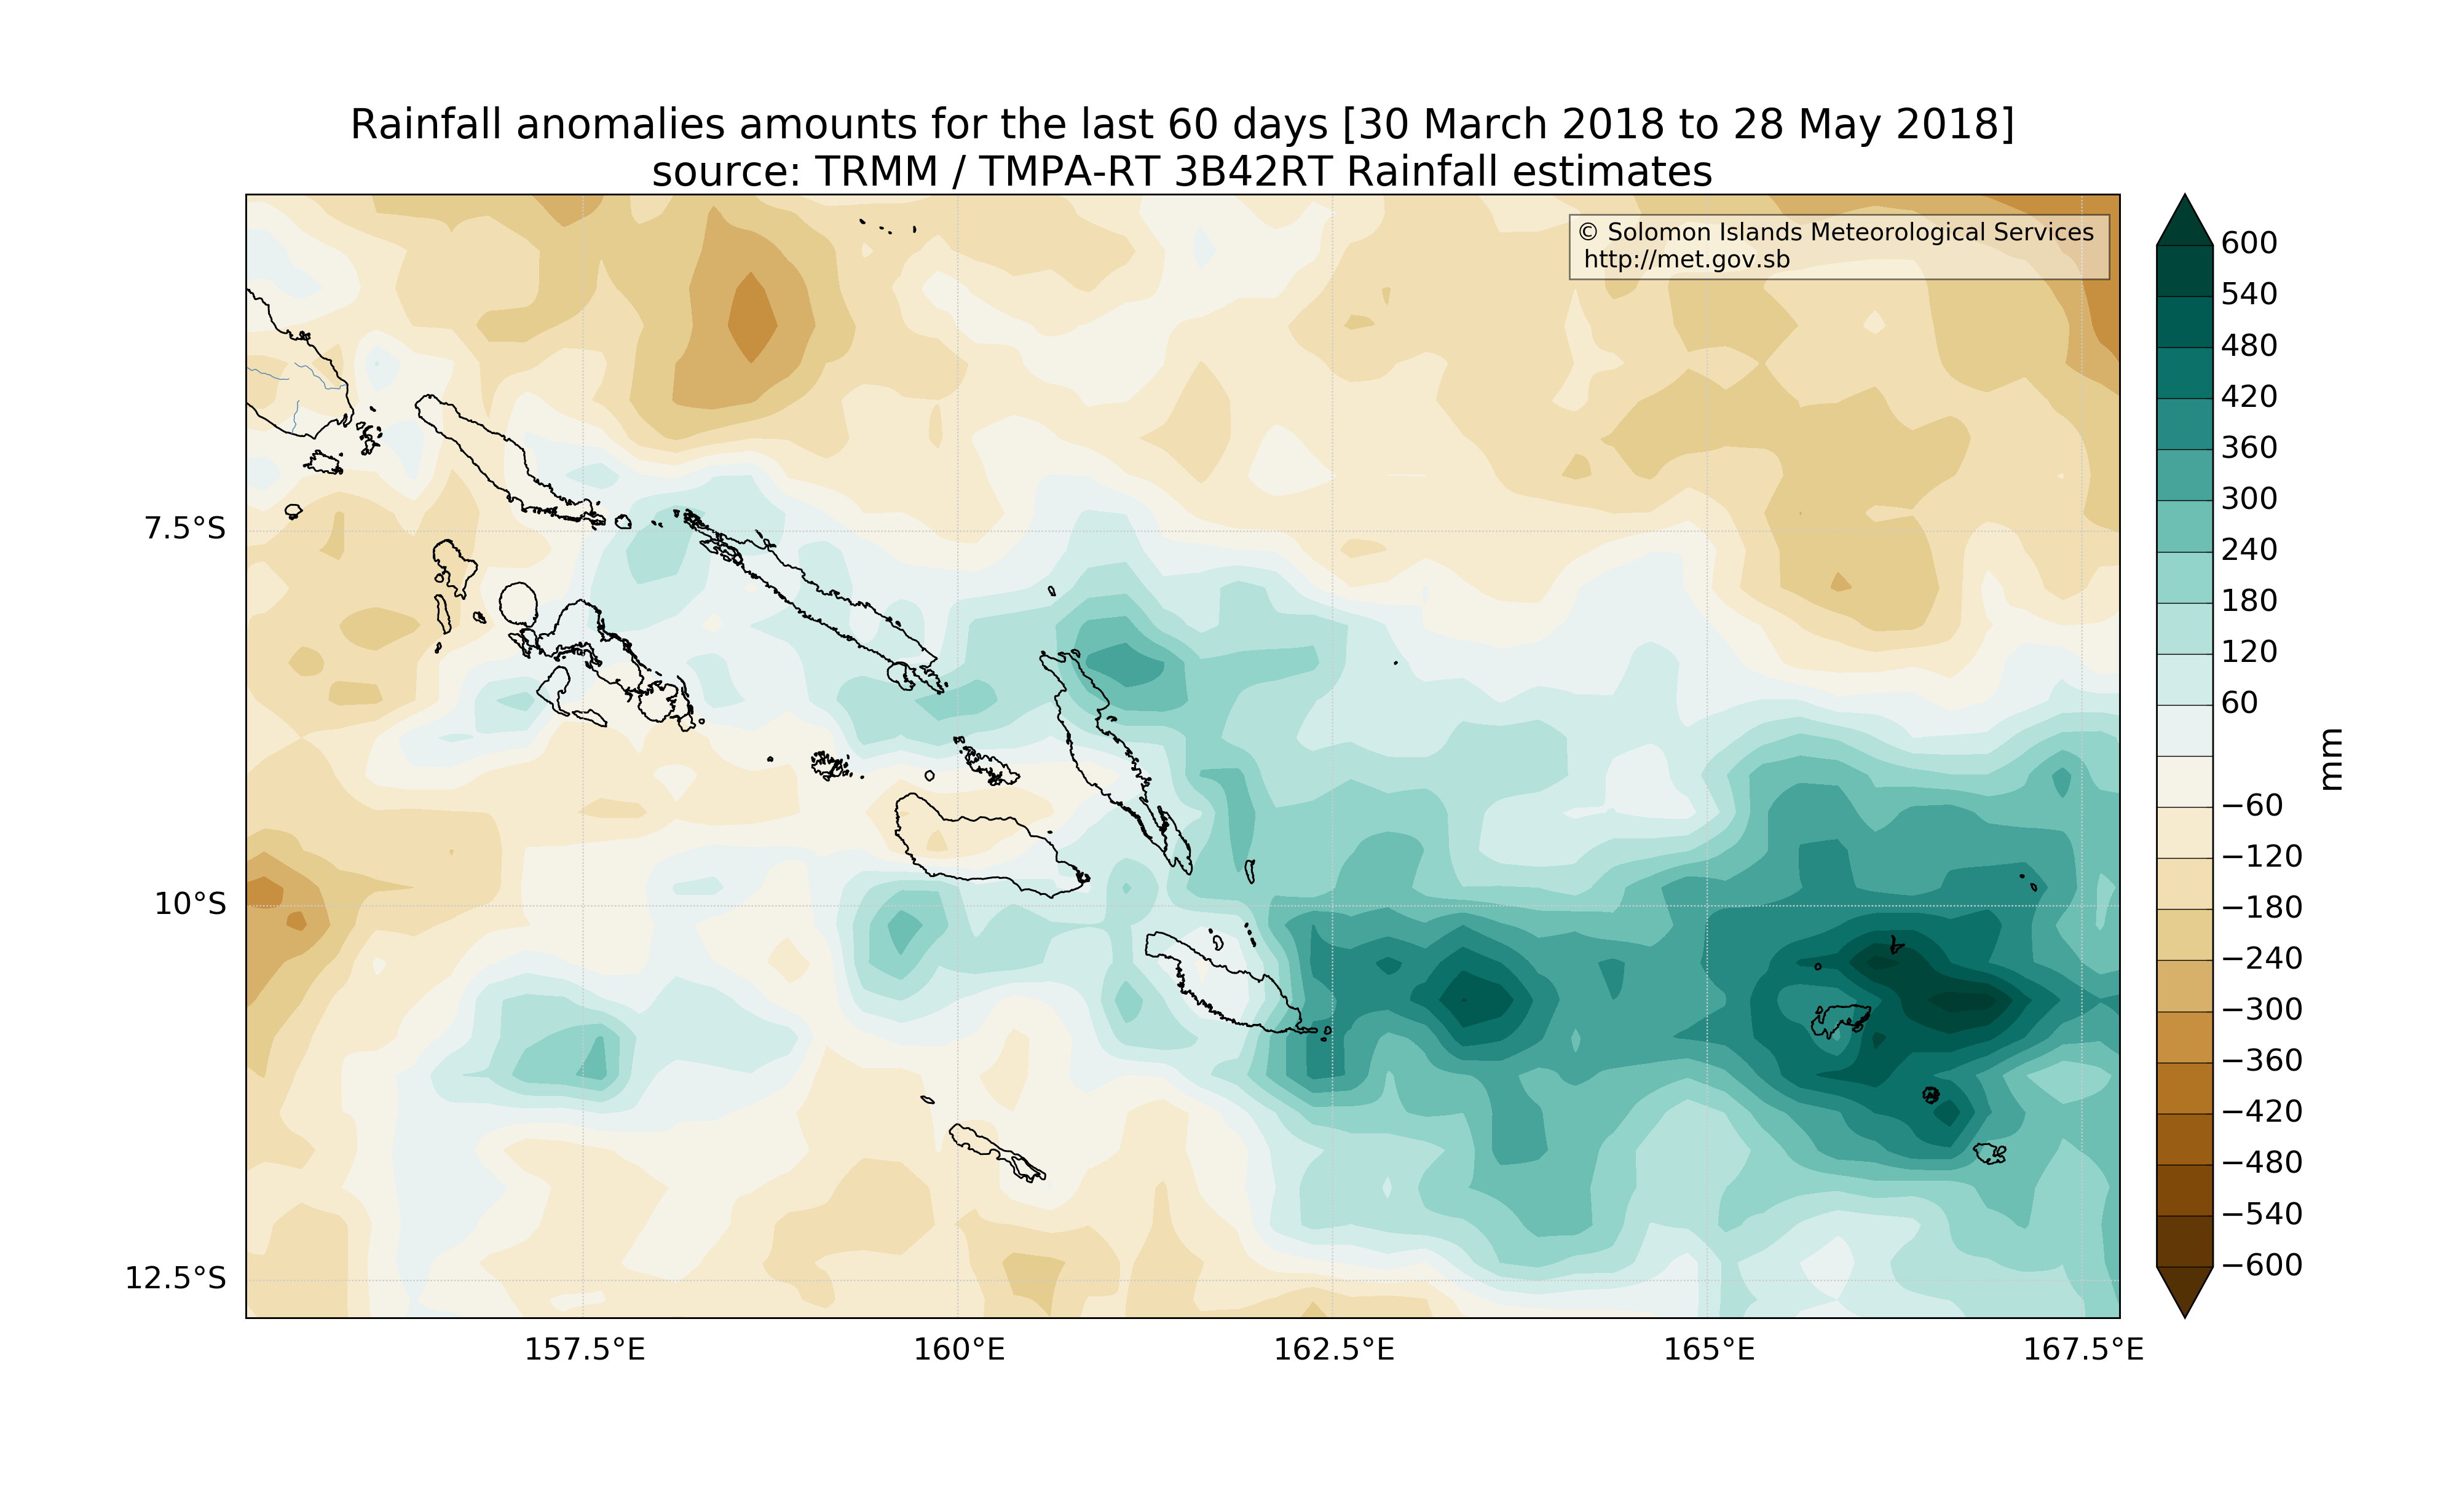 Rainfall anomalies amounts for the last 60 days [30 March 2018 to 28 May 2018]
source: TRMM / TMPA-RT 3B42RT Rainfall estimates
© Solomon Islands Meteorological Services
http://met.gov.sb
7.5°S
10°S
12.5°S
157.5°E
160°E
162.5°E
165°E
167.5°E
600
540
480
420
360
300
240
180
120
60
−60
−120
−180
−240
−300
−360
−420
−480
−540
−600
mm